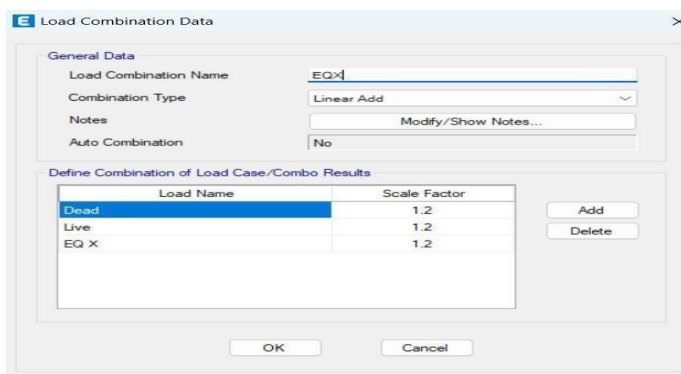 E Load Combination Data
General Data
Load Combination Name EQX
Combination Type Linear Add
Notes Modify/Show Notes...
Auto Combination No
Define Combination of Load Case/Combo Results
Load Name Scale Factor
Dead 1.2 Add
Live 1.2 Delete
EQ X 1.2
OK Cancel